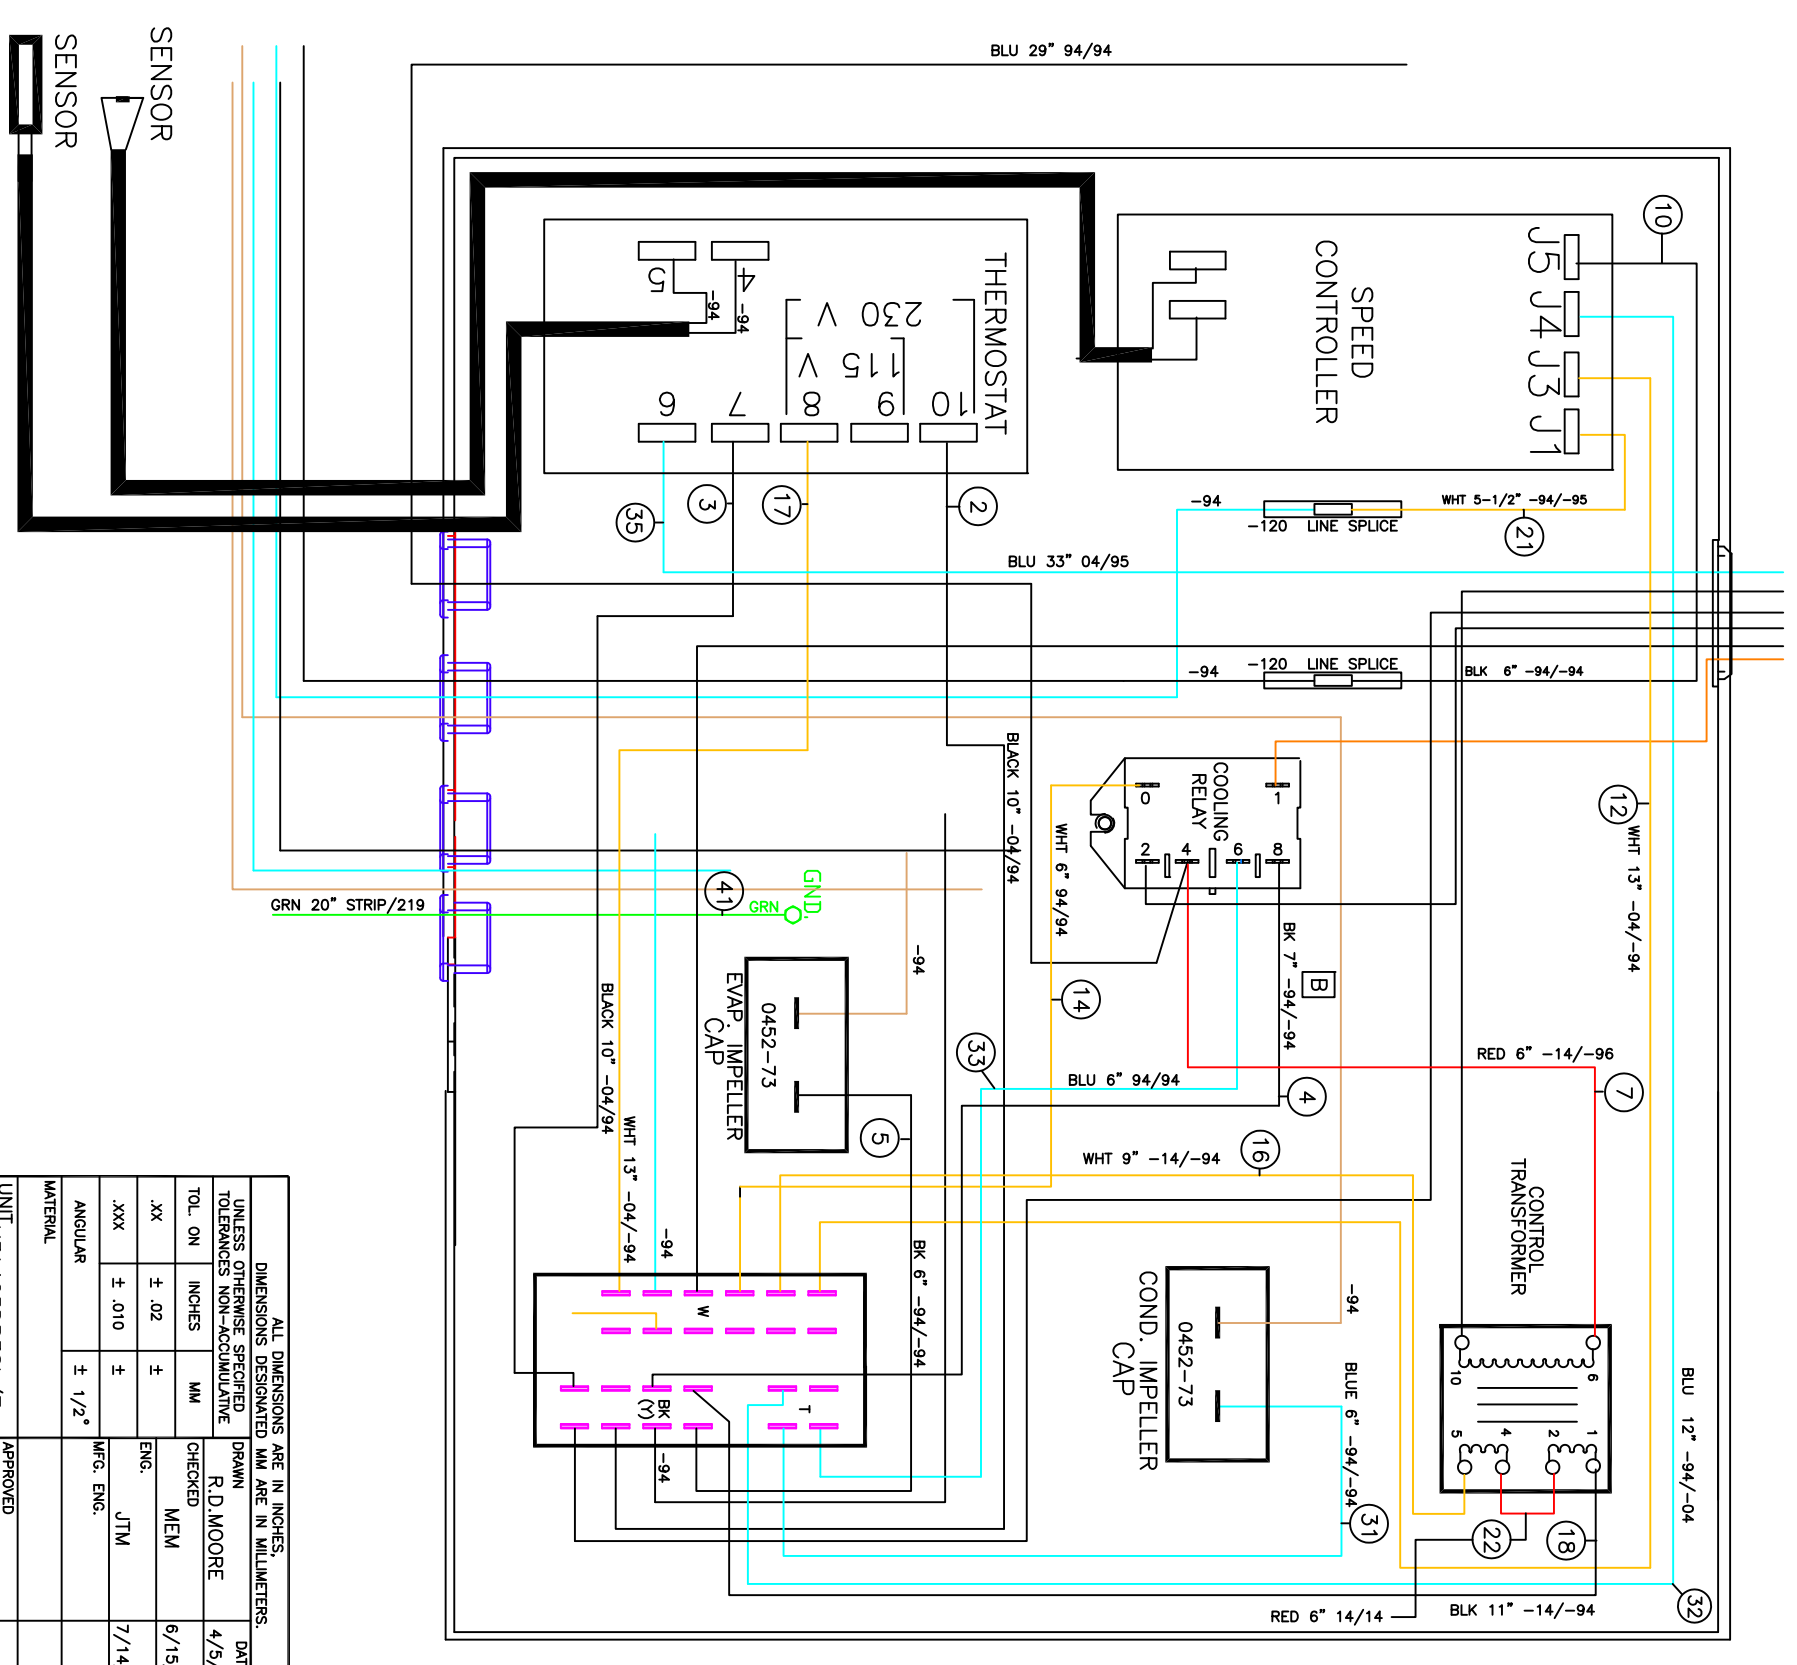 BLU 29" 94/94
SENSOR
SENSOR
10
J5
J4
J3
J1
SPEED
CONTROLLER
THERMOSTAT
5
4
-94
-94
230 V
115 V
6
7
8
9
10
35
3
17
2
-94
-120 LINE SPLICE
WHT 5-1/2" -94/-95
21
BLU 33" 04/95
-120 LINE SPLICE
-94
BLK 6" -94/-94
BLACK 10" -04/94
COOLING
RELAY
0
1
2
4
6
8
12
WHT 13" -04/-94
WHT 6" 94/94
GND.
41
GRN 20" STRIP/219
GRN
-94
BK 7" -94/-94
B
14
EVAP. IMPELLER
CAP
0452-73
BLACK 10" -04/94
33
BLU 6" 94/94
4
RED 6" -14/-96
7
5
16
WHT 9" -14/-94
WHT 13" -04/-94
-94
BK 6" -94/-94
CONTROL
TRANSFORMER
COND. IMPELLER
CAP
0452-73
-94
BLUE 6" -94/-94
W
BK
(Y)
T
-94
6
10
5
4
2
1
BLU 12" -94/-04
31
22
18
32
RED 6" 14/14
BLK 11" -14/-94
ALL DIMENSIONS ARE IN INCHES,
DIMENSIONS DESIGNATED MM ARE IN MILLIMETERS.
UNLESS OTHERWISE SPECIFIED
TOLERANCES NON-ACCUMULATIVE
TOL. ON
INCHES
MM
.XX
± .02
±
.XXX
± .010
±
ANGULAR
± 1/2°
MATERIAL
DRAWN
R.D.MOORE
4/5/
CHECKED
MEM
6/15
ENG.
JTM
7/14
MFG. ENG.
APPROVED
UNIT